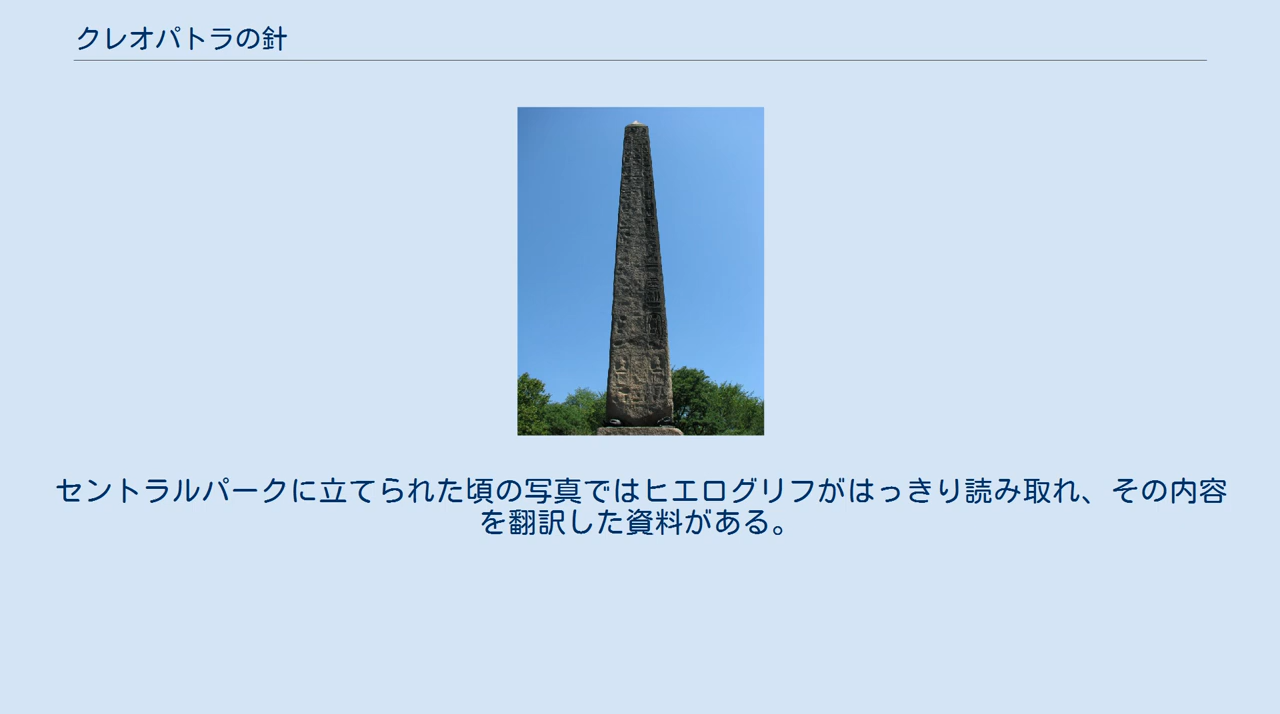 クレオパトラの針
セントラルパークに立てられた頃の写真ではヒエログリフがはっきり読み取れ、その内容
を翻訳した資料がある。